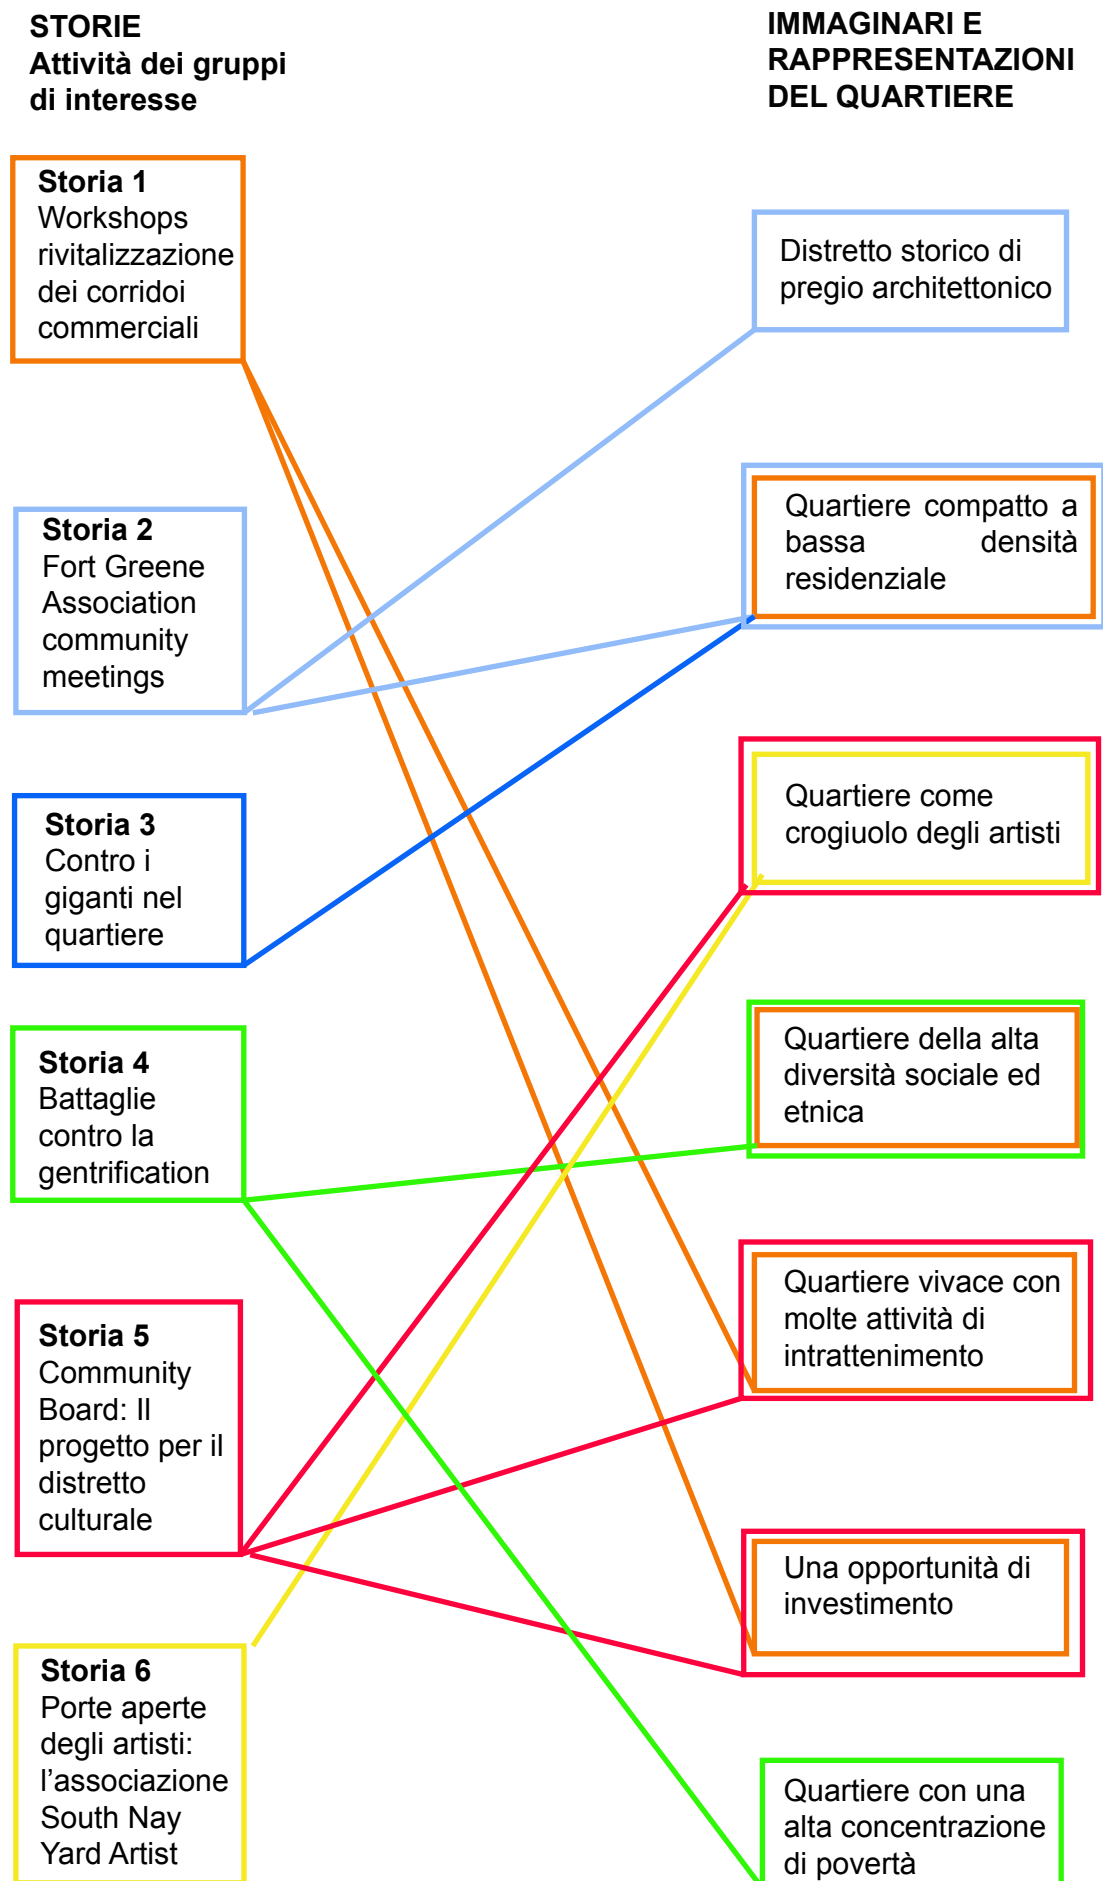 STORIE
Attività dei gruppi
di interesse
IMMAGINARI E
RAPPRESENTAZIONI
DEL QUARTIERE
Storia 1
Workshops
rivitalizzazione
dei corridoi
commerciali
Storia 2
Fort Greene
Association
community
meetings
Storia 3
Contro i
giganti nel
quartiere
Storia 4
Battaglie
contro la
gentrification
Storia 5
Community
Board: Il
progetto per il
distretto
culturale
Storia 6
Porte aperte
degli artisti:
l'associazione
South Nay
Yard Artist
Distretto storico di
pregio architettonico
Quartiere compatto a
bassa densità
residenziale
Quartiere come
crogiuolo degli artisti
Quartiere della alta
diversità sociale ed
etnica
Quartiere vivace con
molte attività di
intrattenimento
Una opportunità di
investimento
Quartiere con una
alta concentrazione
di povertà